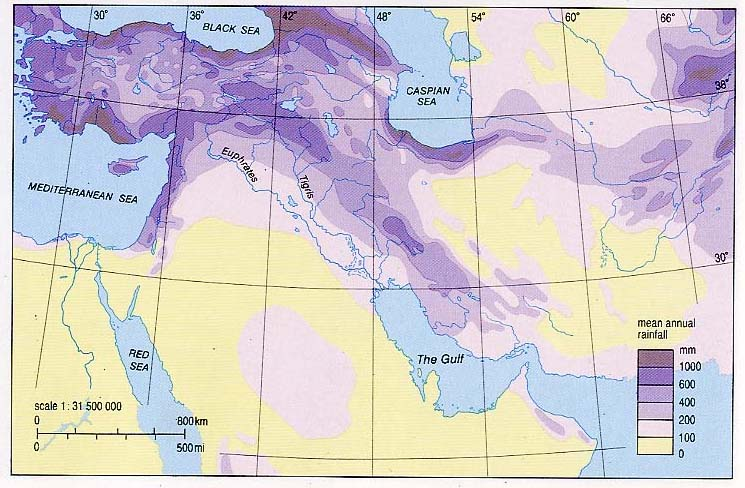 30°
36°
42°
48°
54°
60°
66°
BLACK SEA
CASPIAN
SEA
38°
Euphrates
Tigris
MEDITERRANEAN SEA
30°
RED
SEA
The Gulf
mean annual
rainfall
mm
1000
600
400
200
100
0
scale 1: 31 500 000
0 800km
0 500mi